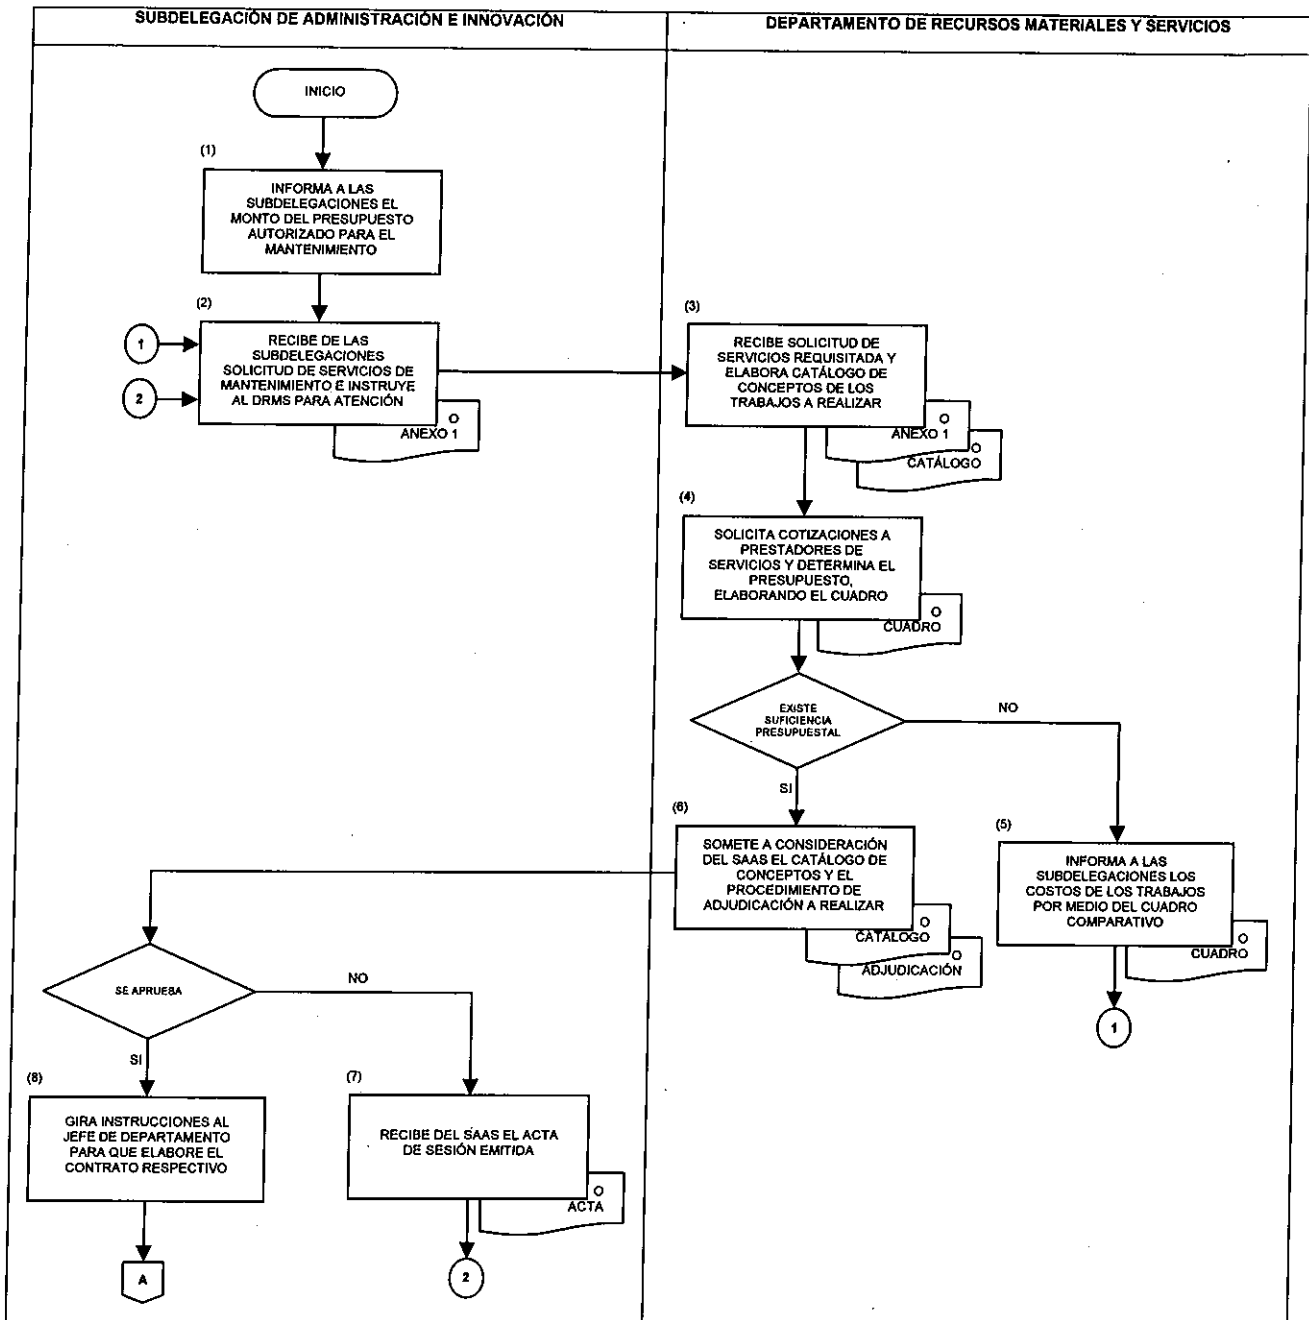 SUBDELEGACIÓN DE ADMINISTRACIÓN E INNOVACIÓN
DEPARTAMENTO DE RECURSOS MATERIALES Y SERVICIOS
INICIO
(1)
INFORMA A LAS
SUBDELEGACIONES EL
MONTO DEL PRESUPUESTO
AUTORIZADO PARA EL
MANTENIMIENTO
(2)
1
2
RECIBE DE LAS
SUBDELEGACIONES
SOLICITUD DE SERVICIOS DE
MANTENIMIENTO E INSTRUYE
AL DRMS PARA ATENCIÓN
O
ANEXO 1
(3)
RECIBE SOLICITUD DE
SERVICIOS REQUISITADA Y
ELABORA CATÁLOGO DE
CONCEPTOS DE LOS
TRABAJOS A REALIZAR
O
ANEXO 1
O
CATÁLOGO
(4)
SOLICITA COTIZACIONES A
PRESTADORES DE
SERVICIOS Y DETERMINA EL
PRESUPUESTO,
ELABORANDO EL CUADRO
O
CUADRO
EXISTE
SUFICIENCIA
PRESUPUESTAL
NO
SI
(6)
SOMETE A CONSIDERACIÓN
DEL SAAS EL CATÁLOGO DE
CONCEPTOS Y EL
PROCEDIMIENTO DE
ADJUDICACIÓN A REALIZAR
O
CATÁLOGO
O
ADJUDICACIÓN
(5)
INFORMA A LAS
SUBDELEGACIONES LOS
COSTOS DE LOS TRABAJOS
POR MEDIO DEL CUADRO
COMPARATIVO
O
CUADRO
1
SE APRUEBA
NO
SI
(8)
GIRA INSTRUCCIONES AL
JEFE DE DEPARTAMENTO
PARA QUE ELABORE EL
CONTRATO RESPECTIVO
A
(7)
RECIBE DEL SAAS EL ACTA
DE SESIÓN EMITIDA
O
ACTA
2